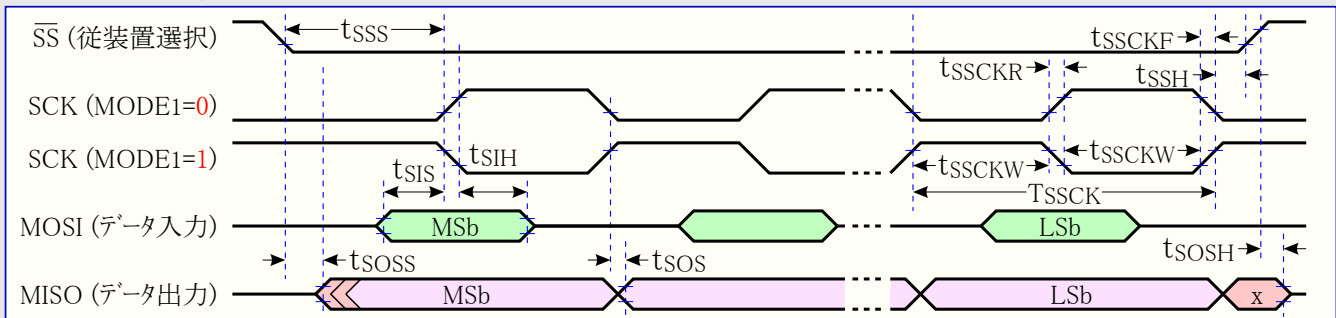 SS (従装置選択)
tSSS
tSSCKF
tSSCKR
tSSH
SCK (MODE1=0)
SCK (MODE1=1)
tSIS
tSIH
tSSCKW
tSSCKW
TSSCK
MOSI (データ入力)
MSb
LSb
tSOSS
tSOS
tSOSH
MISO (データ出力)
MSb
LSb
x